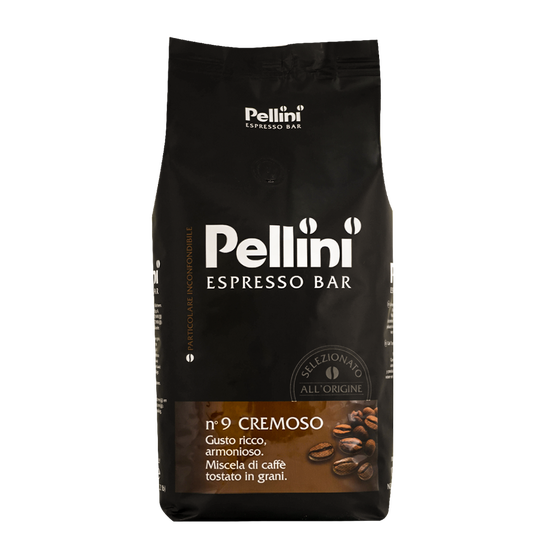 Pellini
ESPRESSO BAR
Pellini
ESPRESSO BAR
PARTICOLARE INCONFONDIBILE
SELEZIONATO
ALL'ORIGINE
n° 9 CREMOSO
Gusto ricco,
armonioso.
Miscela di caffè
tostato in grani.